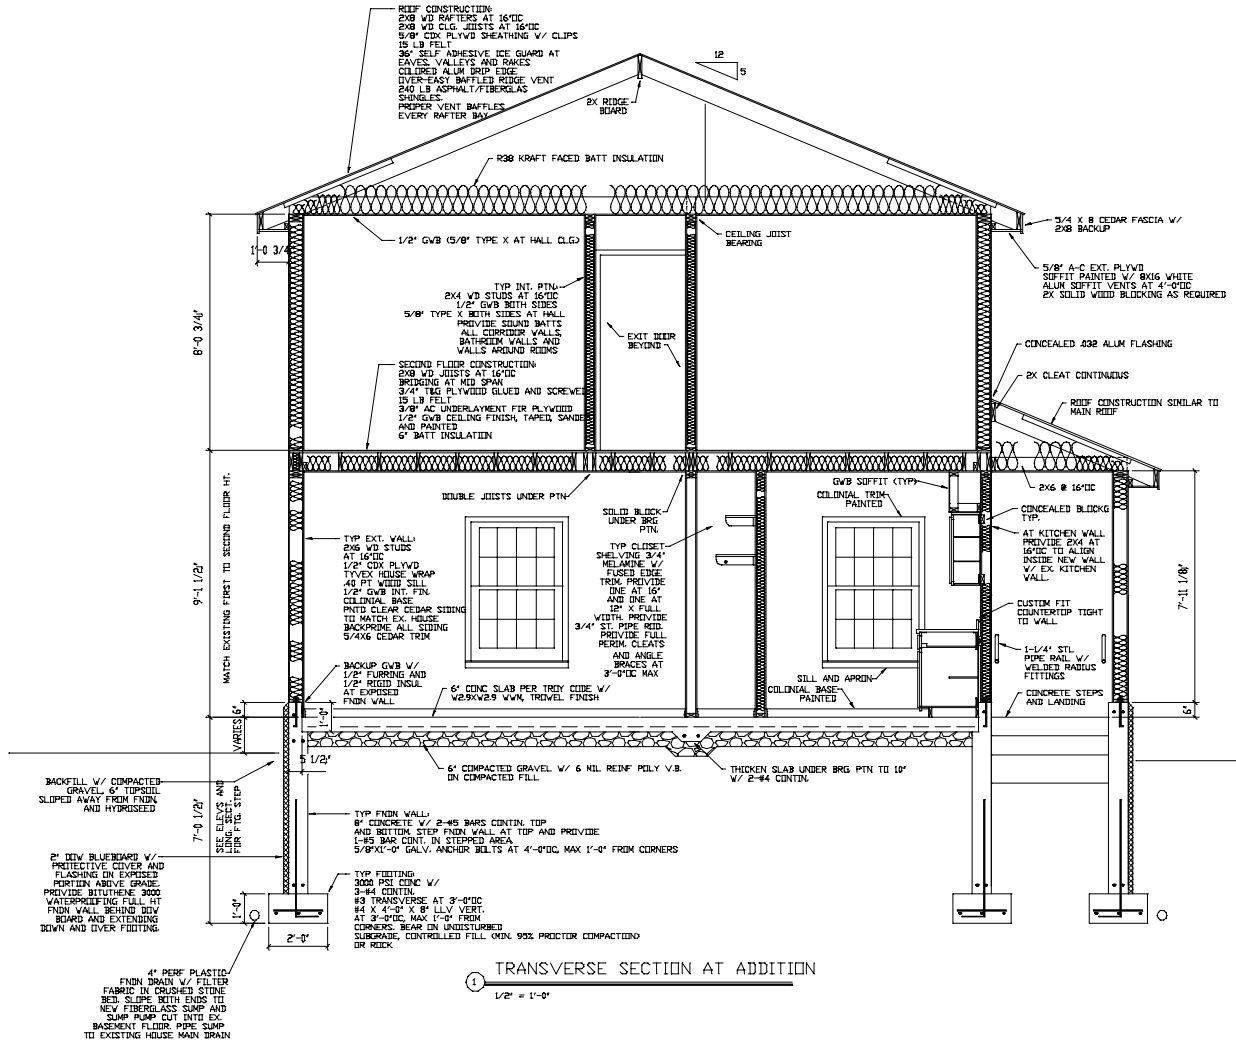 ROOF CONSTRUCTION:
2X8 WD RAFTERS AT 16"OC
2X8 WD CLG. JOISTS AT 16"OC
5/8" CDX PLYWD SHEATHING W/ CLIPS
15 LB FELT
36" SELF ADHESIVE ICE GUARD AT
EAVES, VALLEYS AND RAKES
COLORED ALUM DRIP EDGE
OVER-EASY BAFFLED RIDGE VENT
240 LB ASPHALT/FIBERGLAS
SHINGLES.
PROPER VENT BAFFLES
EVERY RAFTER BAY
12
5
2X RIDGE
BOARD
R38 KRAFT FACED BATT INSULATION
1/2" GWB (5/8" TYPE X AT HALL CLG)
CEILING JOIST
BEARING
5/4 X 8 CEDAR FASCIA W/
2X8 BACKUP
1'-0 3/4"
5/8" A-C EXT. PLYWD
SOFFIT PAINTED W/ 8X16 WHITE
ALUM SOFFIT VENTS AT 4'-0"OC
2X SOLID WOOD BLOCKING AS REQUIRED
TYP INT. PTN:
2X4 WD STUDS AT 16"OC
1/2" GWB BOTH SIDES
5/8" TYPE X BOTH SIDES AT HALL
PROVIDE SOUND BATTS
ALL CORRIDOR WALLS,
BATHROOM WALLS AND
WALLS AROUND ROOMS
EXIT DOOR
BEYOND
8'-0 3/4"
CONCEALED .032 ALUM FLASHING
2X CLEAT CONTINUOUS
ROOF CONSTRUCTION SIMILAR TO
MAIN ROOF
SECOND FLOOR CONSTRUCTION:
2X8 WD JOISTS AT 16"OC
BRIDGING AT MID SPAN
3/4" T&G PLYWOOD GLUED AND SCREWED
15 LB FELT
3/8" AC UNDERLAYMENT FIR PLYWOOD
1/2" GWB CEILING FINISH, TAPED, SANDE
AND PAINTED
6" BATT INSULATION
DOUBLE JOISTS UNDER PTN
GWB SOFFIT (TYP)
COLONIAL TRIM
PAINTED
2X6 @ 16"OC
SOLID BLOCK
UNDER BRG
PTN.
CONCEALED BLOCKG
TYP.
MATCH EXISTING FIRST TO SECOND FLOOR HT.
9'-1 1/2"
TYP EXT. WALL:
2X6 WD STUDS
AT 16"OC
1/2" CDX PLYWD
TYVEX HOUSE WRAP
.40 PT WOOD SILL
1/2" GWB INT. FIN.
COLONIAL BASE
PNTD CLEAR CEDAR SIDING
TO MATCH EX. HOUSE
BACKPRIME ALL SIDING
5/4X6 CEDAR TRIM
TYP CLOSET
SHELVING 3/4"
MELAMINE W/
FUSED EDGE
TRIM. PROVIDE
ONE AT 16"
AND ONE AT
12" X FULL
WIDTH. PROVIDE
3/4" ST. PIPE ROD.
PROVIDE FULL
PERIM. CLEATS
AND ANGLE
BRACES AT
3'-0"OC MAX
AT KITCHEN WALL
PROVIDE 2X4 AT
16"OC TO ALIGN
INSIDE NEW WALL
W/ EX. KITCHEN
WALL.
7'-11 1/8"
CUSTOM FIT
COUNTERTOP TIGHT
TO WALL
1-1/4" STL
PIPE RAIL W/
WELDED RADIUS
FITTINGS
BACKUP GWB W/
1/2" FURRING AND
1/2" RIGID INSUL
AT EXPOSED
FNDN WALL
SILL AND APRON
COLONIAL BASE
PAINTED
CONCRETE STEPS
AND LANDING
6" CONC SLAB PER TROY CODE W/
W2.9XW2.9 WWM, TROWEL FINISH
6"
1'-0"
6"
VARIES
5 1/2"
6" COMPACTED GRAVEL W/ 6 MIL REINF POLY V.B.
ON COMPACTED FILL
THICKEN SLAB UNDER BRG PTN TO 10"
W/ 2-#4 CONTIN.
BACKFILL W/ COMPACTED
GRAVEL, 6" TOPSOIL
SLOPED AWAY FROM FNDN,
AND HYDROSEED
7'-0 1/2"
SEE ELEVS AND
LONG. SECT.
FOR FTG. STEP
TYP FNDN WALL:
8" CONCRETE W/ 2-#5 BARS CONTIN. TOP
AND BOTTOM. STEP FNDN WALL AT TOP AND PROVIDE
1-#5 BAR CONT. IN STEPPED AREA
5/8"X1'-0" GALV. ANCHOR BOLTS AT 4'-0"OC, MAX 1'-0" FROM CORNERS
2" DOW BLUEBOARD W/
PROTECTIVE COVER AND
FLASHING ON EXPOSED
PORTION ABOVE GRADE.
PROVIDE BITUTHENE 3000
WATERPROOFING FULL HT
FNDN WALL BEHIND DOW
BOARD AND EXTENDING
DOWN AND OVER FOOTING.
TYP FOOTING:
3000 PSI CONC W/
3-#4 CONTIN.
#3 TRANSVERSE AT 3'-0"OC
#4 X 4'-0" X 8" LLV VERT.
AT 3'-0"OC, MAX 1'-0" FROM
CORNERS. BEAR ON UNDISTURBED
SUBGRADE, CONTROLLED FILL (MIN. 95% PROCTOR COMPACTION)
OR ROCK
1'-0"
2'-0"
4" PERF PLASTIC
FNDN DRAIN W/ FILTER
FABRIC IN CRUSHED STONE
BED. SLOPE BOTH ENDS TO
NEW FIBERGLASS SUMP AND
SUMP PUMP CUT INTO EX.
BASEMENT FLOOR. PIPE SUMP
TO EXISTING HOUSE MAIN DRAIN
1
TRANSVERSE SECTION AT ADDITION
1/2" = 1'-0"